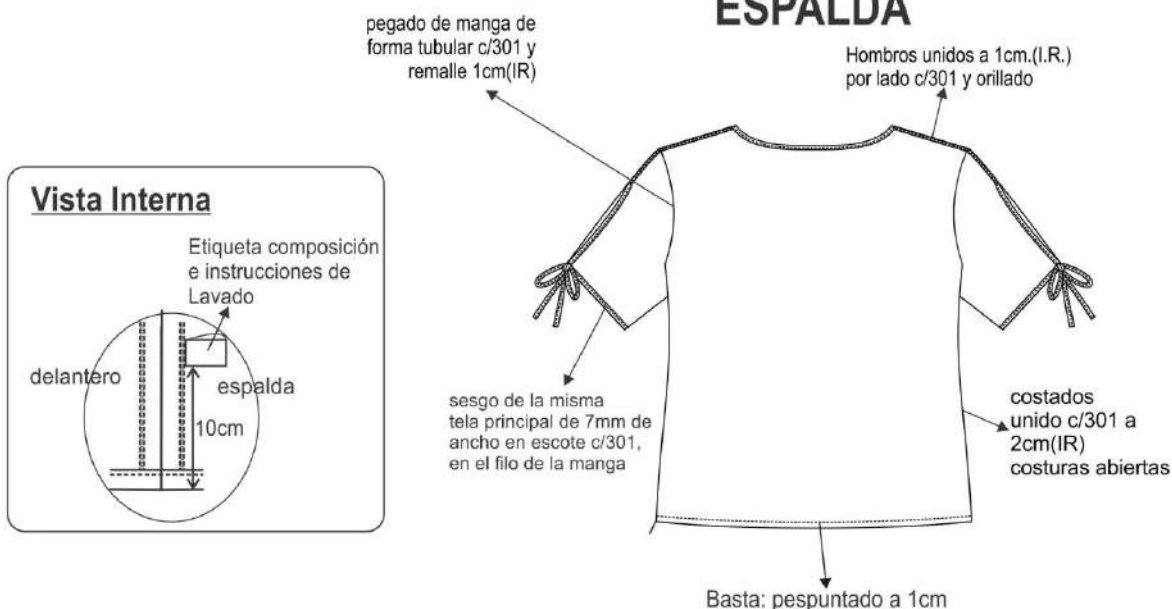 ESPALDA
pegado de manga de
forma tubular c/301 y
remalle 1cm(IR)
Hombros unidos a 1cm.(I.R.)
por lado c/301 y orillado
Vista Interna
Etiqueta composición
e instrucciones de
Lavado
delantero
espalda
10cm
sesgo de la misma
tela principal de 7mm de
ancho en escote c/301,
en el filo de la manga
costados
unido c/301 a
2cm(IR)
costuras abiertas
Basta: pespuntado a 1cm